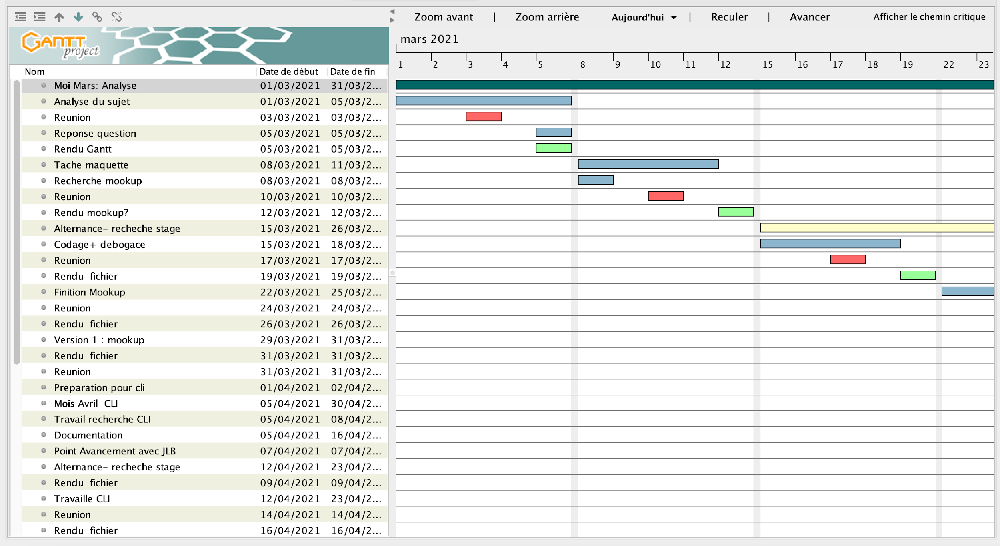 Zoom avant | Zoom arrière Aujourd'hui | Reculer | Avancer Afficher le chemin critique
GANTT project
mars 2021
1 2 3 4 5 8 9 10 11 12 15 16 17 18 19 22 23
Nom Date de début Date de fin
Moi Mars: Analyse 01/03/2021 31/03/2...
Analyse du sujet 01/03/2021 05/03/2...
Reunion 03/03/2021 03/03/2...
Reponse question 05/03/2021 05/03/2...
Rendu Gantt 05/03/2021 05/03/2...
Tache maquette 08/03/2021 11/03/2...
Recherche mookup 08/03/2021 08/03/2...
Reunion 10/03/2021 10/03/2...
Rendu mookup? 12/03/2021 12/03/2...
Alternance- recheche stage 15/03/2021 26/03/2...
Codage+ debogace 15/03/2021 18/03/2...
Reunion 17/03/2021 17/03/2...
Rendu fichier 19/03/2021 19/03/2...
Finition Mookup 22/03/2021 25/03/2...
Reunion 24/03/2021 24/03/2...
Rendu fichier 26/03/2021 26/03/2...
Version 1 : mookup 29/03/2021 31/03/2...
Rendu fichier 31/03/2021 31/03/2...
Reunion 31/03/2021 31/03/2...
Preparation pour cli 01/04/2021 02/04/2...
Mois Avril CLI 05/04/2021 30/04/2...
Travail recherche CLI 05/04/2021 08/04/2...
Documentation 05/04/2021 16/04/2...
Point Avancement avec JLB 07/04/2021 07/04/2...
Alternance- recheche stage 12/04/2021 23/04/2...
Rendu fichier 09/04/2021 09/04/2...
Travaille CLI 12/04/2021 23/04/2...
Reunion 14/04/2021 14/04/2...
Rendu fichier 16/04/2021 16/04/2...